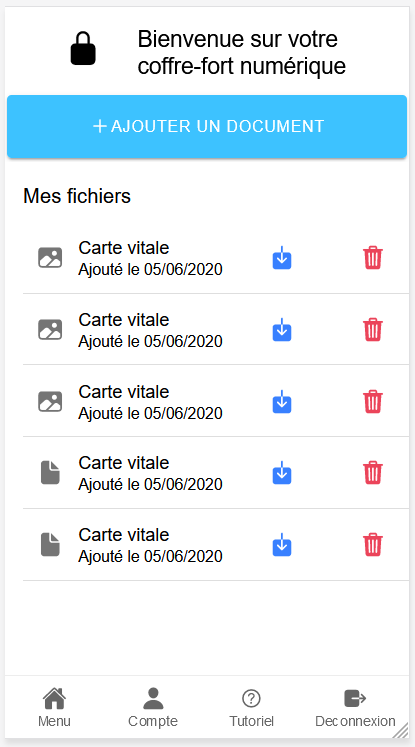 Bienvenue sur votre
coffre-fort numérique
+ AJOUTER UN DOCUMENT
Mes fichiers
Carte vitale
Ajouté le 05/06/2020
Carte vitale
Ajouté le 05/06/2020
Carte vitale
Ajouté le 05/06/2020
Carte vitale
Ajouté le 05/06/2020
Carte vitale
Ajouté le 05/06/2020
Menu Compte Tutoriel Deconnexion